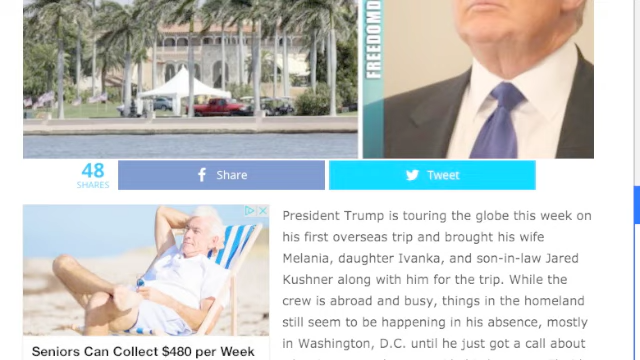 FREEDOMD
48
SHARES
Share
Tweet
President Trump is touring the globe this week on
his first overseas trip and brought his wife
Melania, daughter Ivanka, and son-in-law Jared
Kushner along with him for the trip. While the
crew is abroad and busy, things in the homeland
still seem to be happening in his absence, mostly
in Washington, D.C. until he just got a call about
Seniors Can Collect $480 per Week